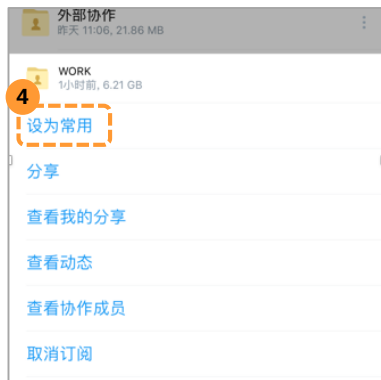 外部协作
昨天 11:06, 21.86 MB
WORK
1小时前, 6.21 GB
4
设为常用
分享
查看我的分享
查看动态
查看协作成员
取消订阅